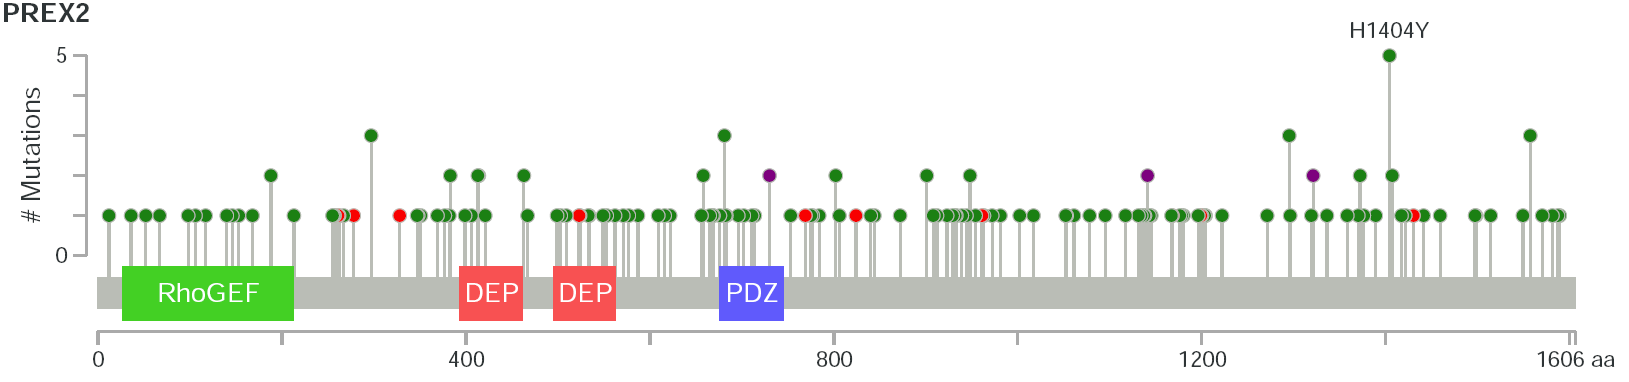 PREX2
H1404Y
5
# Mutations
0
RhoGEF DEP DEP PDZ
0 400 800 1200 1606 aa